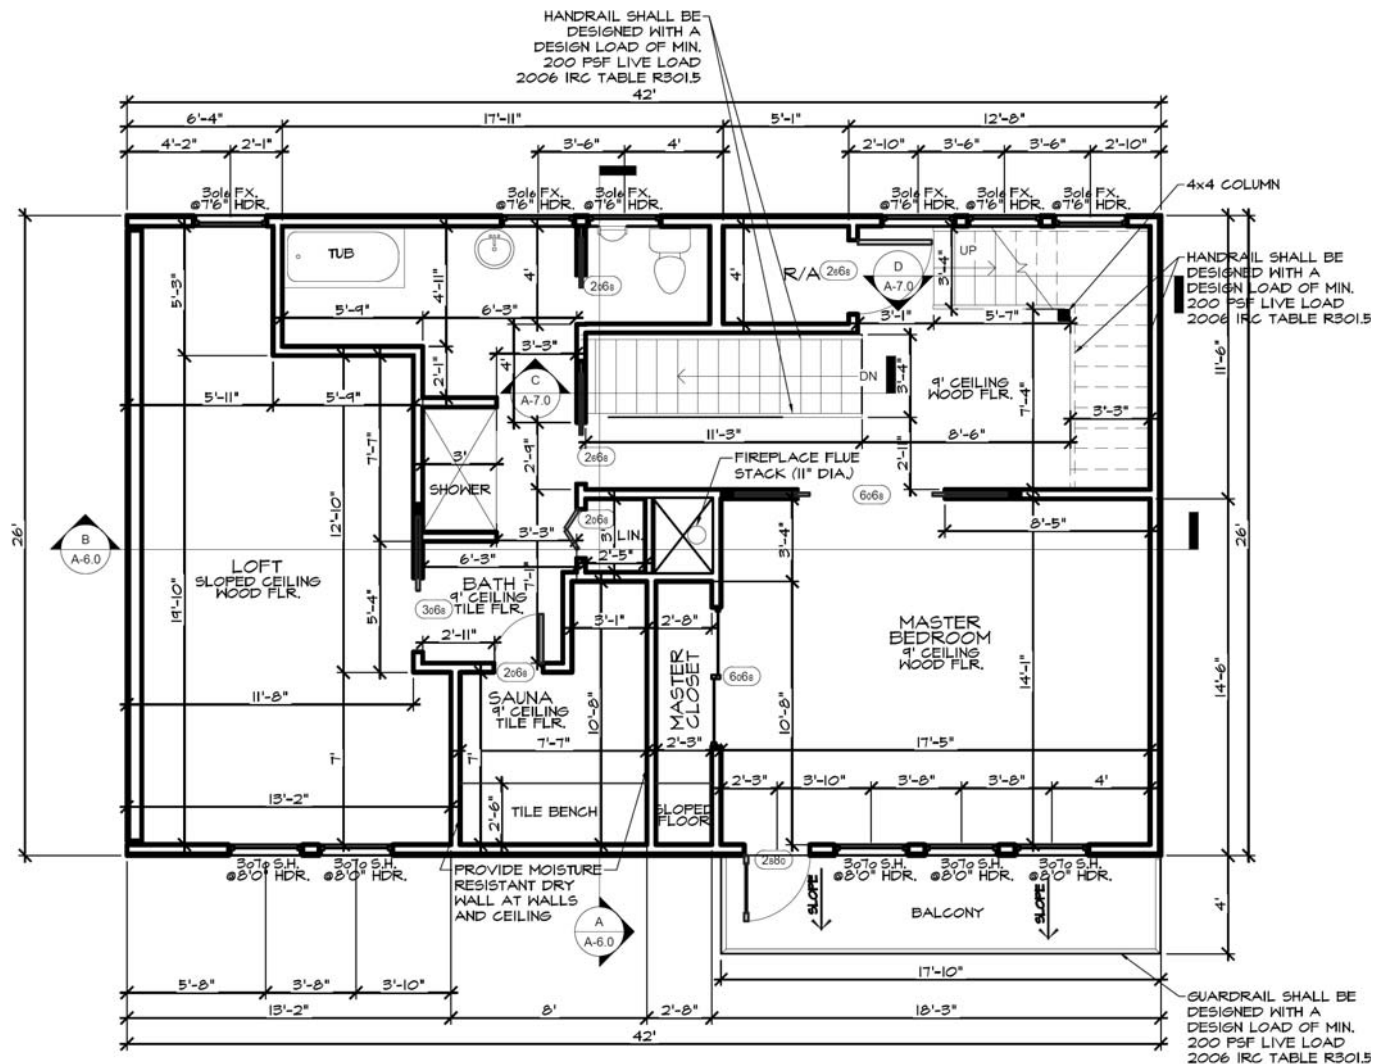 HANDRAIL SHALL BE
DESIGNED WITH A
DESIGN LOAD OF MIN.
200 PSF LIVE LOAD
2006 IRC TABLE R301.5
42'
6'-4" 17'-11" 5'-1" 12'-8"
4'-2" 2'-1" 3'-6" 4' 2'-10" 3'-6" 3'-6" 2'-10"
3016 FX. 3016 FX. 3016 FX. 3016 FX. 3016 FX. 3016 FX.
@7'6" HDR. @7'6" HDR. @7'6" HDR. @7'6" HDR. @7'6" HDR. @7'6" HDR.
4x4 COLUMN
HANDRAIL SHALL BE
DESIGNED WITH A
DESIGN LOAD OF MIN.
200 PSF LIVE LOAD
2006 IRC TABLE R301.5
TUB
UP
R/A
2668
D
A-7.0
2068
5'-3"
4'-11"
4'
4'
3'-4"
5'-9" 6'-3" 3'-1" 5'-7"
3'-3"
2'-1"
4'
C
A-7.0
DN
3'-4"
9' CEILING
WOOD FLR.
7'-4"
11'-6"
5'-11" 5'-9"
3'-3"
11'-3" 8'-6"
7'-7"
3'
SHOWER
2'-9"
2668
FIREPLACE FLUE
STACK (11" DIA.)
2'-11"
6068
8'-5"
26'
26'
12'-10"
2068
3'
LIN.
3'-3"
6'-3"
2'-5"
3'-4"
B
A-6.0
LOFT
SLOPED CEILING
WOOD FLR.
19'-10"
5'-4"
BATH
9' CEILING
TILE FLR.
7'-1"
3068
2'-11"
3'-1" 2'-8"
MASTER
BEDROOM
9' CEILING
WOOD FLR.
14'-1"
14'-6"
2068
6068
11'-8"
SAUNA
9' CEILING
TILE FLR.
10'-8"
MASTER
CLOSET
10'-8"
7'
7'
7'-7" 2'-3" 17'-5"
2'-3" 3'-10" 3'-8" 3'-8" 4'
13'-2"
2'-6"
TILE BENCH
SLOPED
FLOOR
2880
3070 S.H. 3070 S.H. 3070 S.H. 3070 S.H. 3070 S.H.
@8'0" HDR. @8'0" HDR. @8'0" HDR. @8'0" HDR. @8'0" HDR.
PROVIDE MOISTURE
RESISTANT DRY
WALL AT WALLS
AND CEILING
A
A-6.0
SLOPE
BALCONY
SLOPE
4'
17'-10"
5'-8" 3'-8" 3'-10"
13'-2" 8' 2'-8" 18'-3"
42'
GUARDRAIL SHALL BE
DESIGNED WITH A
DESIGN LOAD OF MIN.
200 PSF LIVE LOAD
2006 IRC TABLE R301.5